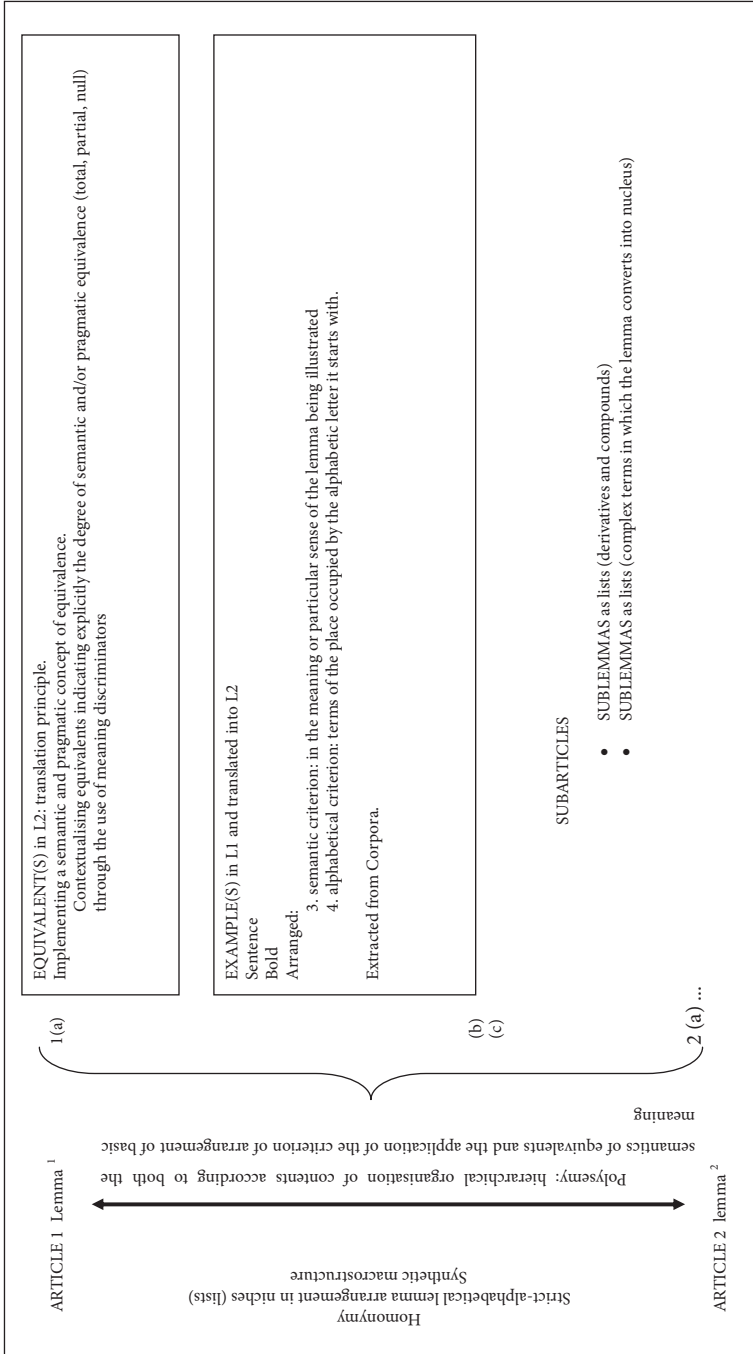 ARTICLE 1 Lemma 1
Homonymy
Strict-alphabetical lemma arrangement in niches (lists)
Synthetic macrostructure
ARTICLE 2 lemma 2
Polysemy: hierarchical organisation of contents according to both the
semantics of equivalents and the application of the criterion of arrangement of basic
meaning
1(a)
EQUIVALENT(S) in L2: translation principle.
Implementing a semantic and pragmatic concept of equivalence.
Contextualising equivalents indicating explicitly the degree of semantic and/or pragmatic equivalence (total, partial, null)
through the use of meaning discriminators
EXAMPLE(S) in L1 and translated into L2
Sentence
Bold
Arranged:
3. semantic criterion: in the meaning or particular sense of the lemma being illustrated
4. alphabetical criterion: terms of the place occupied by the alphabetic letter it starts with.
Extracted from Corpora.
(b)
(c)
SUBARTICLES
• SUBLEMMAS as lists (derivatives and compounds)
• SUBLEMMAS as lists (complex terms in which the lemma converts into nucleus)
2 (a) ...